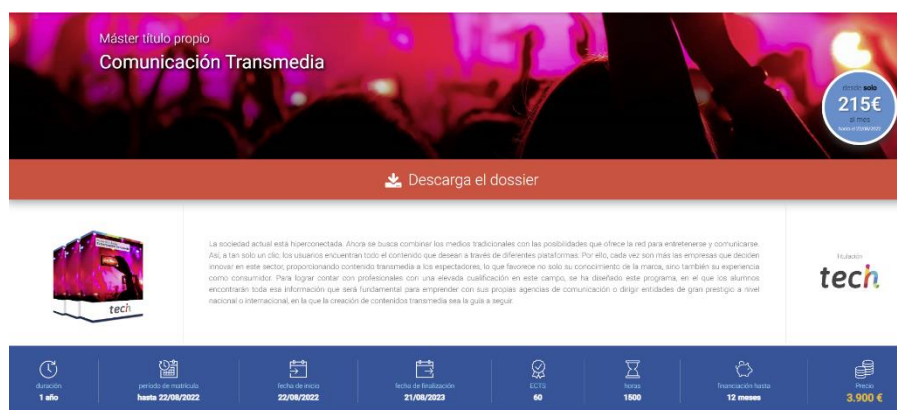 Máster título propio
Comunicación Transmedia
desde solo
215€
al mes
hasta el 22/08/2022
Descarga el dossier
La sociedad actual está hiperconectada. Ahora se busca combinar los medios tradicionales con las posibilidades que ofrece la red para entretenerse y comunicarse.
Así, a tan solo un clic, los usuarios encuentran todo el contenido que desean a través de diferentes plataformas. Por ello, cada vez son más las empresas que deciden
innovar en este sector, proporcionando contenido transmedia a los espectadores, lo que favorece no solo su conocimiento de la marca, sino también su experiencia
como consumidor. Para lograr contar con profesionales con una elevada cualificación en este campo, se ha diseñado este programa, en el que los alumnos
encontrarán toda esa información que será fundamental para emprender con sus propias agencias de comunicación o dirigir entidades de gran prestigio a nivel
nacional o internacional, en la que la creación de contenidos transmedia sea la guía a seguir.
tech
Titulación
tech
duración
1 año
periodo de matrícula
hasta 22/08/2022
fecha de inicio
22/08/2022
fecha de finalización
21/08/2023
ECTS
60
horas
1500
financiación hasta
12 meses
Precio
3.900 €